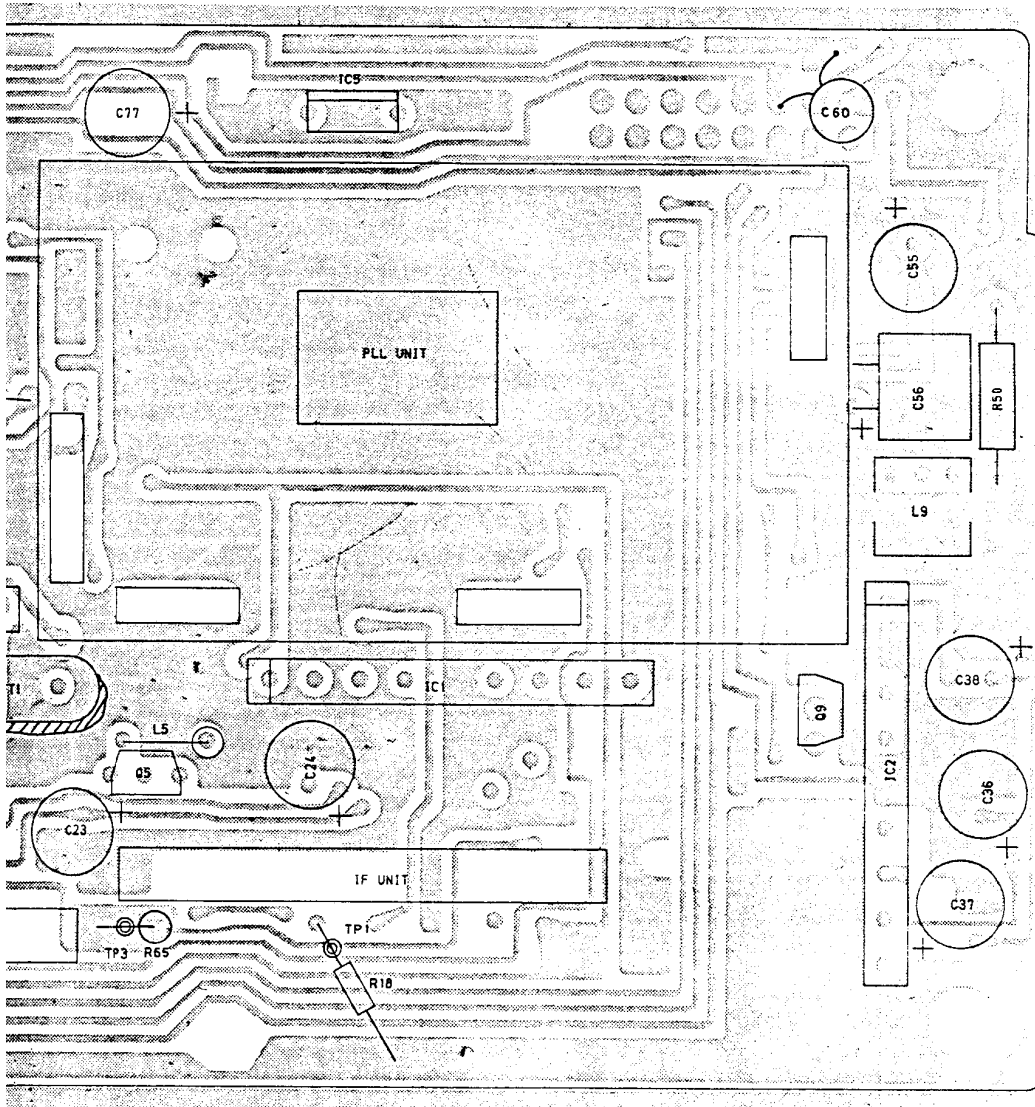 IC5
C77
C60
C55
PLL UNIT
C56
R50
L9
IC1
T1
C38
L5
Q9
Q5
C24
IC2
C36
C23
IF UNIT
C37
TP1
TP3
R65
R18